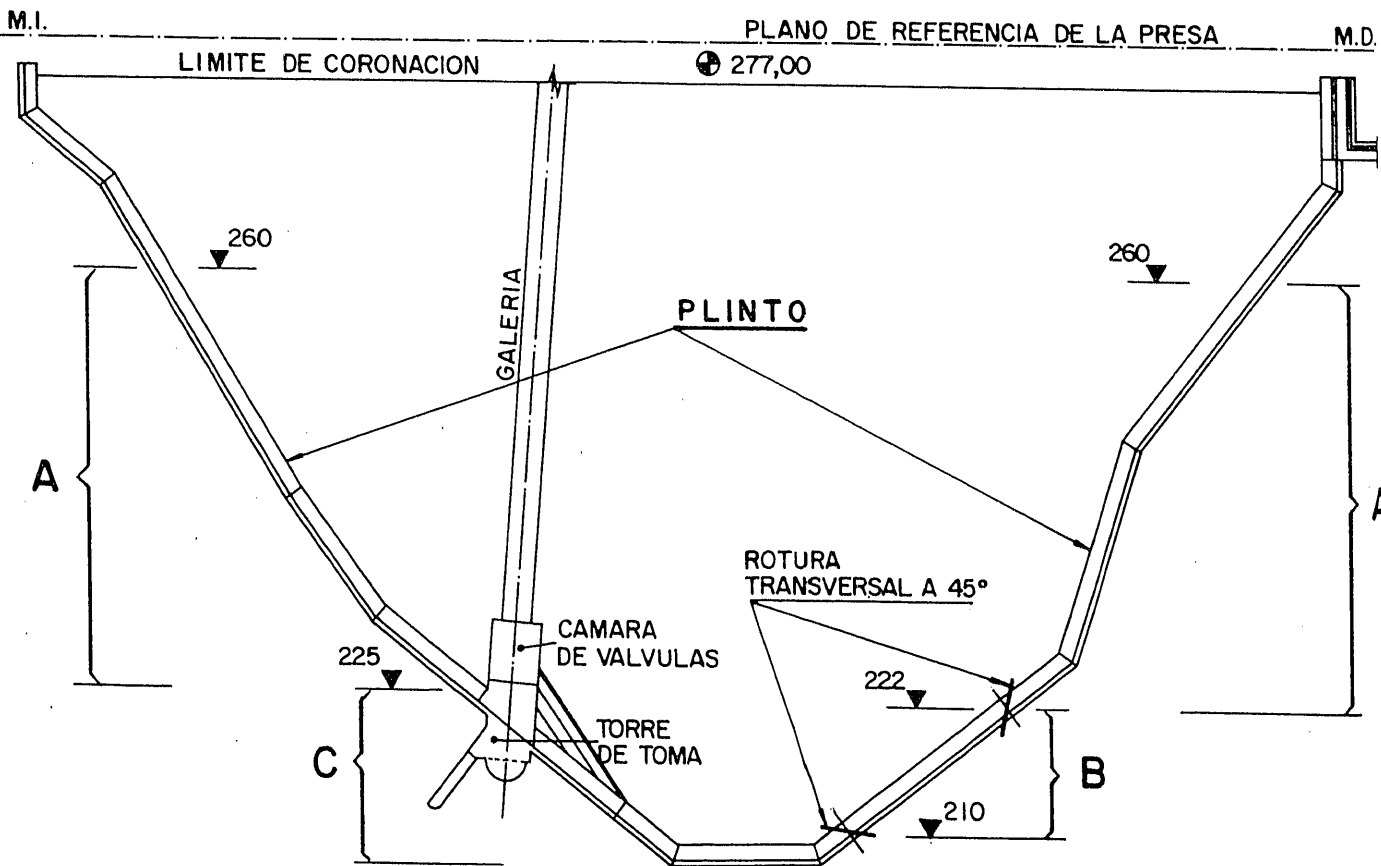 M.I.
PLANO DE REFERENCIA DE LA PRESA
M.D.
LIMITE DE CORONACION
277,00
260
260
GALERIA
PLINTO
A
A
ROTURA
TRANSVERSAL A 45°
CAMARA
DE VALVULAS
225
222
TORRE
DE TOMA
C
B
210